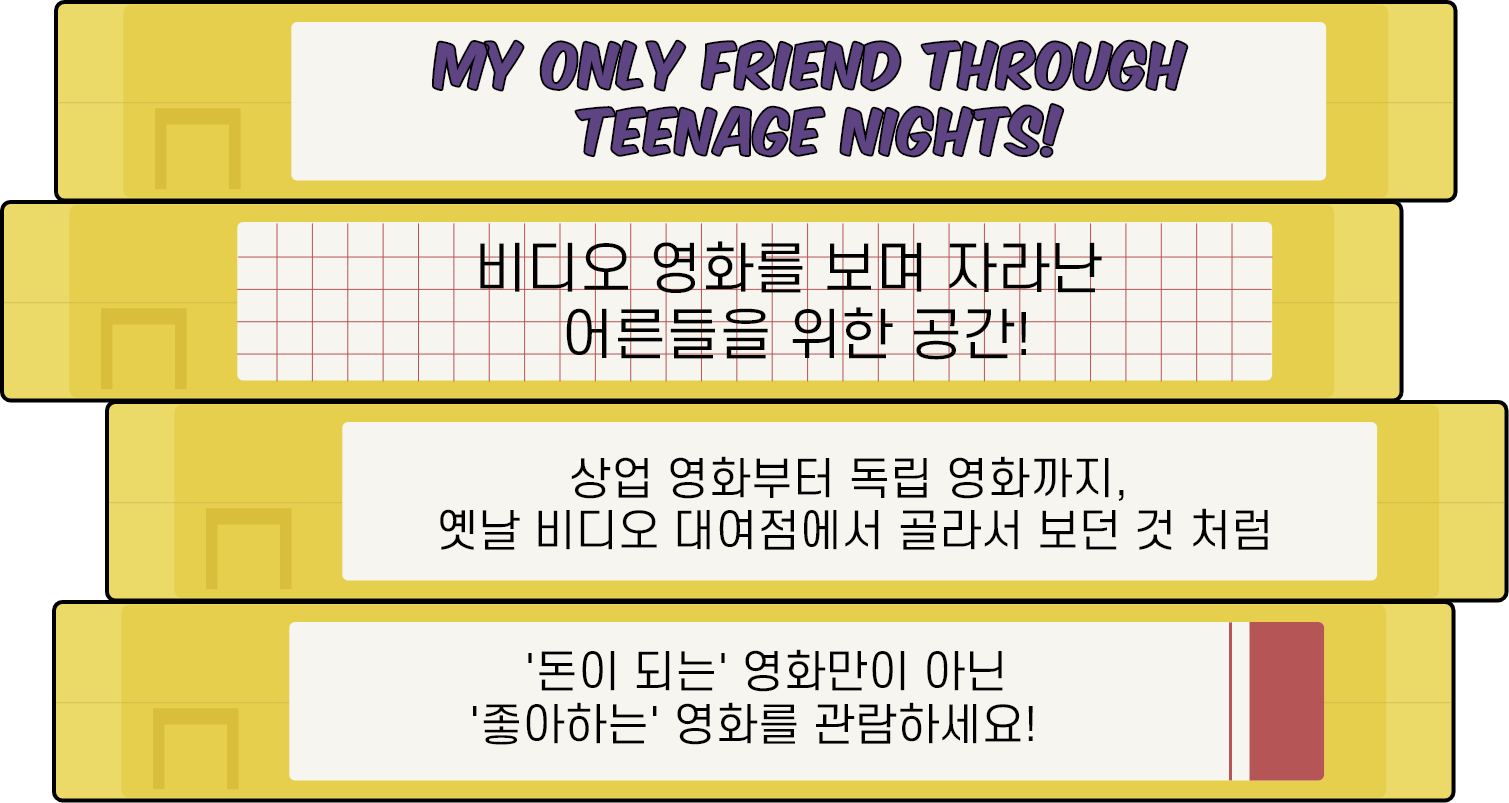 MY ONLY FRIEND THROUGH
TEENAGE NIGHTS!
비디오 영화를 보며 자라난
어른들을 위한 공간!
상업 영화부터 독립 영화까지,
옛날 비디오 대여점에서 골라서 보던 것 처럼
'돈이 되는' 영화만이 아닌
'좋아하는' 영화를 관람하세요!